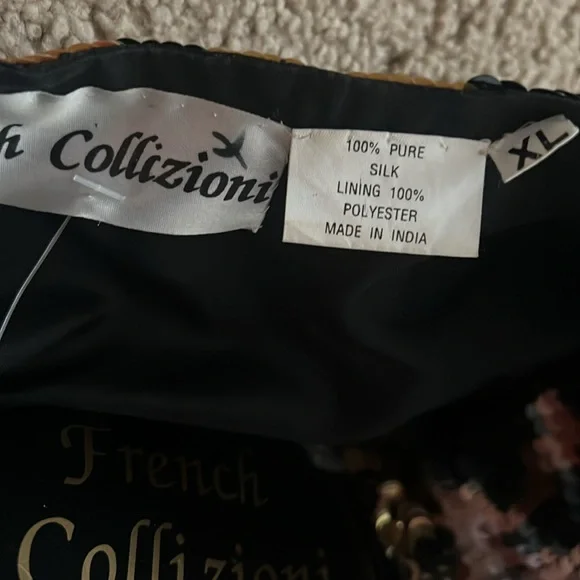 h Collizioni
100% PURE
SILK
LINING 100%
POLYESTER
MADE IN INDIA
XL
French
Collizioni